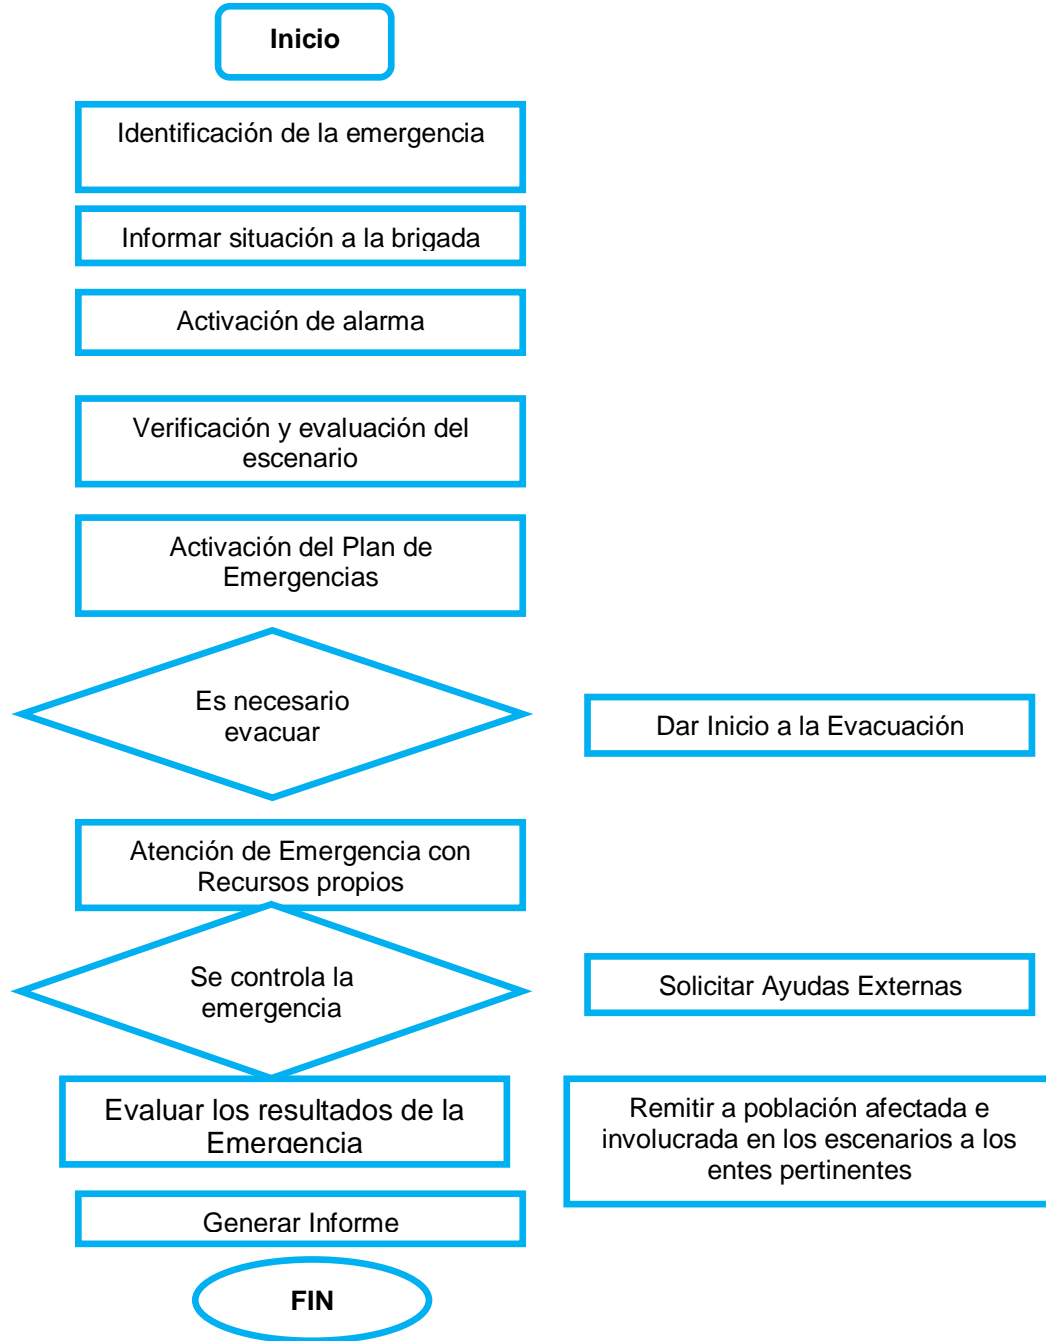 Inicio
Identificación de la emergencia
Informar situación a la brigada
Activación de alarma
Verificación y evaluación del
escenario
Activación del Plan de
Emergencias
Es necesario
evacuar
Dar Inicio a la Evacuación
Atención de Emergencia con
Recursos propios
Se controla la
emergencia
Solicitar Ayudas Externas
Evaluar los resultados de la
Emergencia
Remitir a población afectada e
involucrada en los escenarios a los
entes pertinentes
Generar Informe
FIN